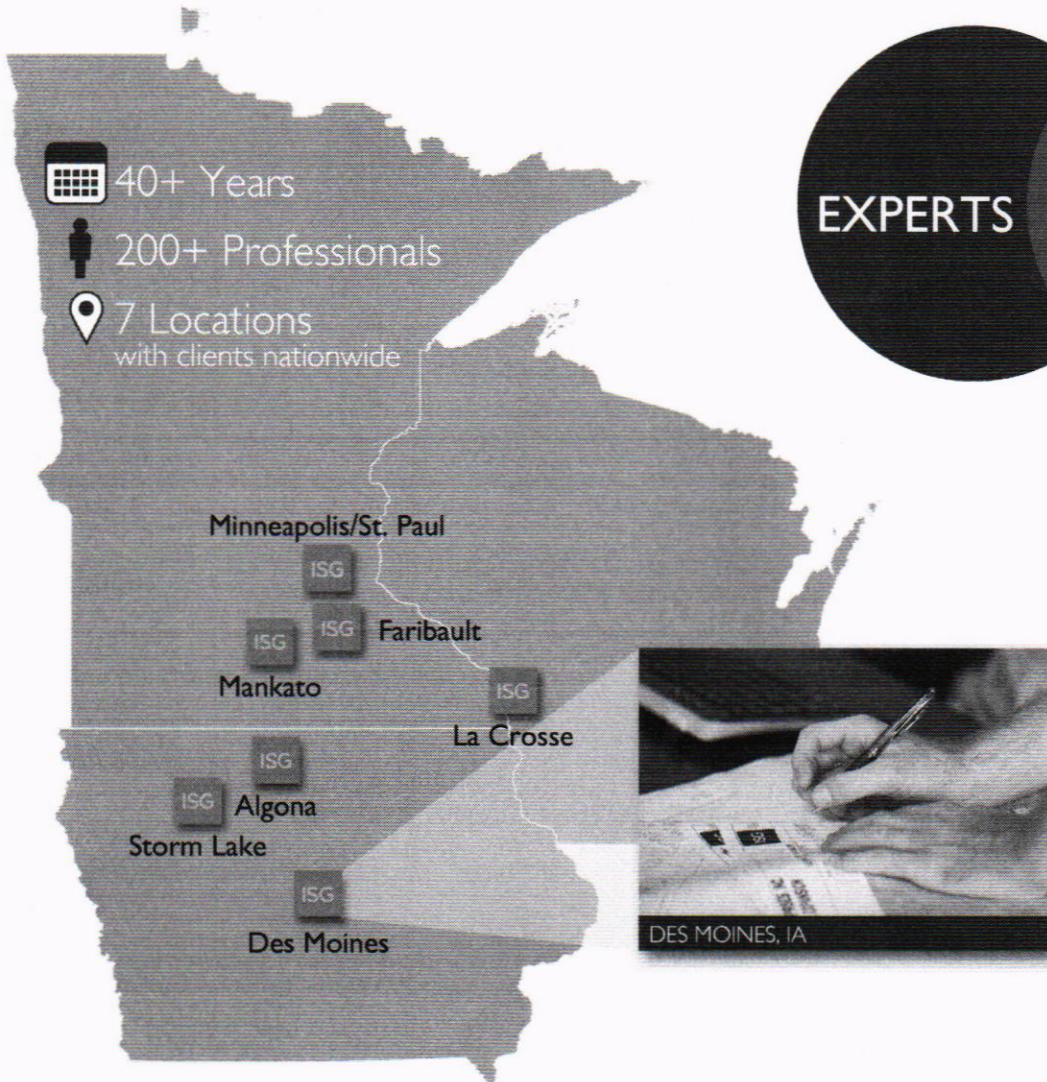 40+ Years
200+ Professionals
7 Locations
with clients nationwide
EXPERTS
Minneapolis/St. Paul
ISG
ISG
Faribault
ISG
Mankato
ISG
La Crosse
ISG
Algona
ISG
Storm Lake
ISG
Des Moines
DES MOINES, IA